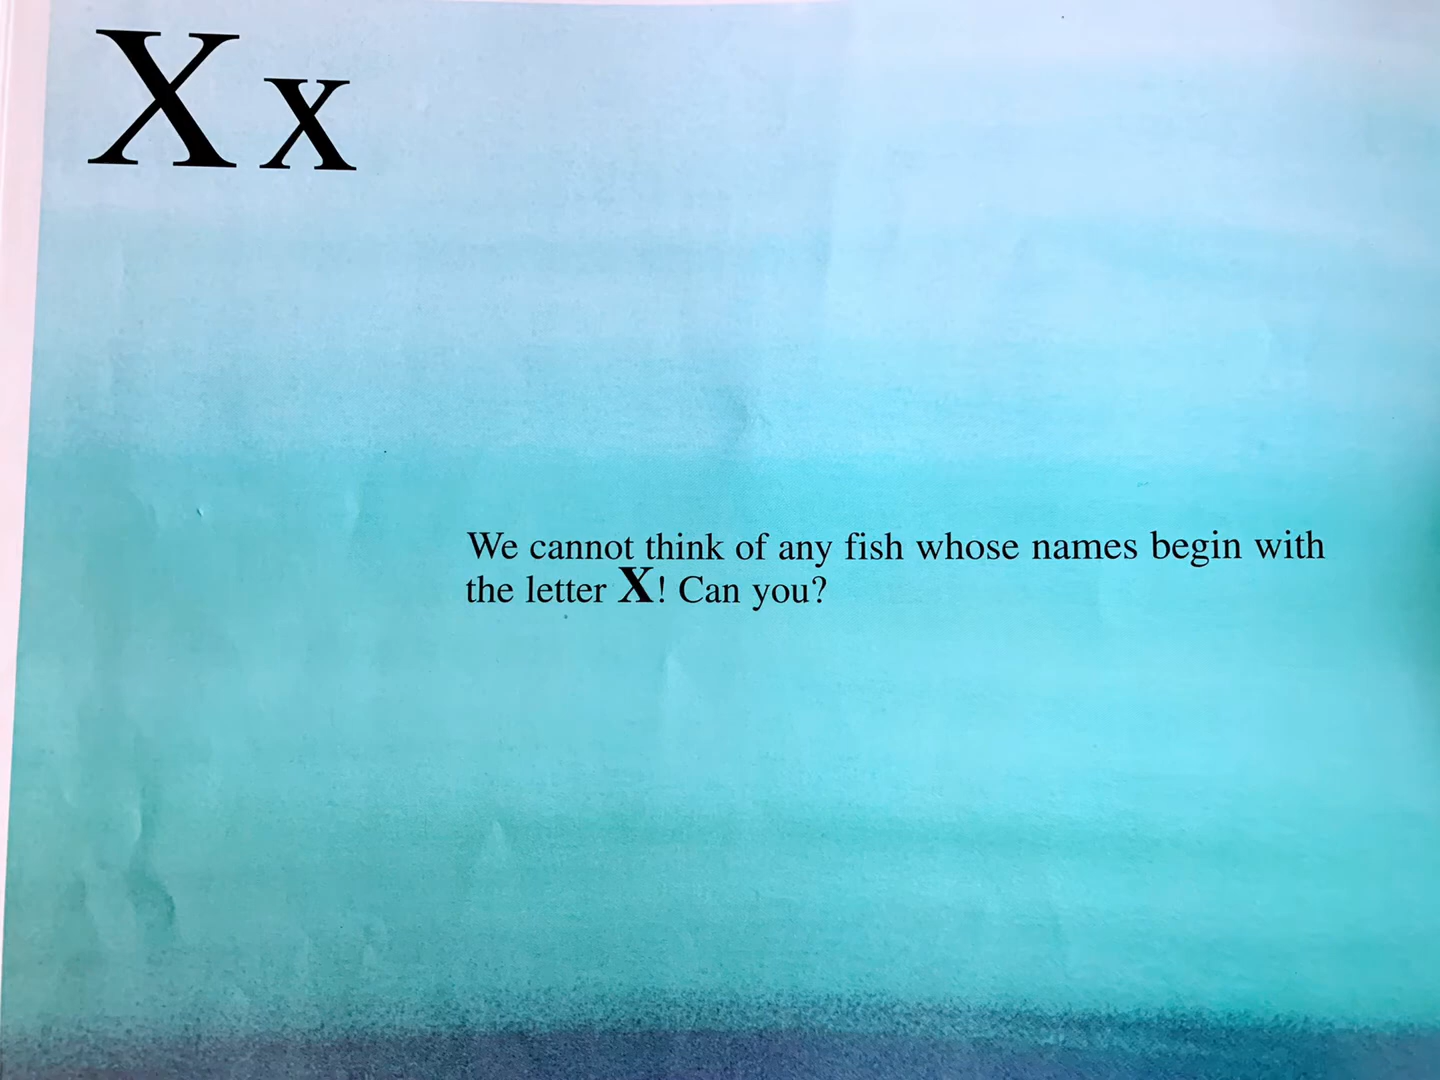 X x
We cannot think of any fish whose names begin with
the letter X! Can you?